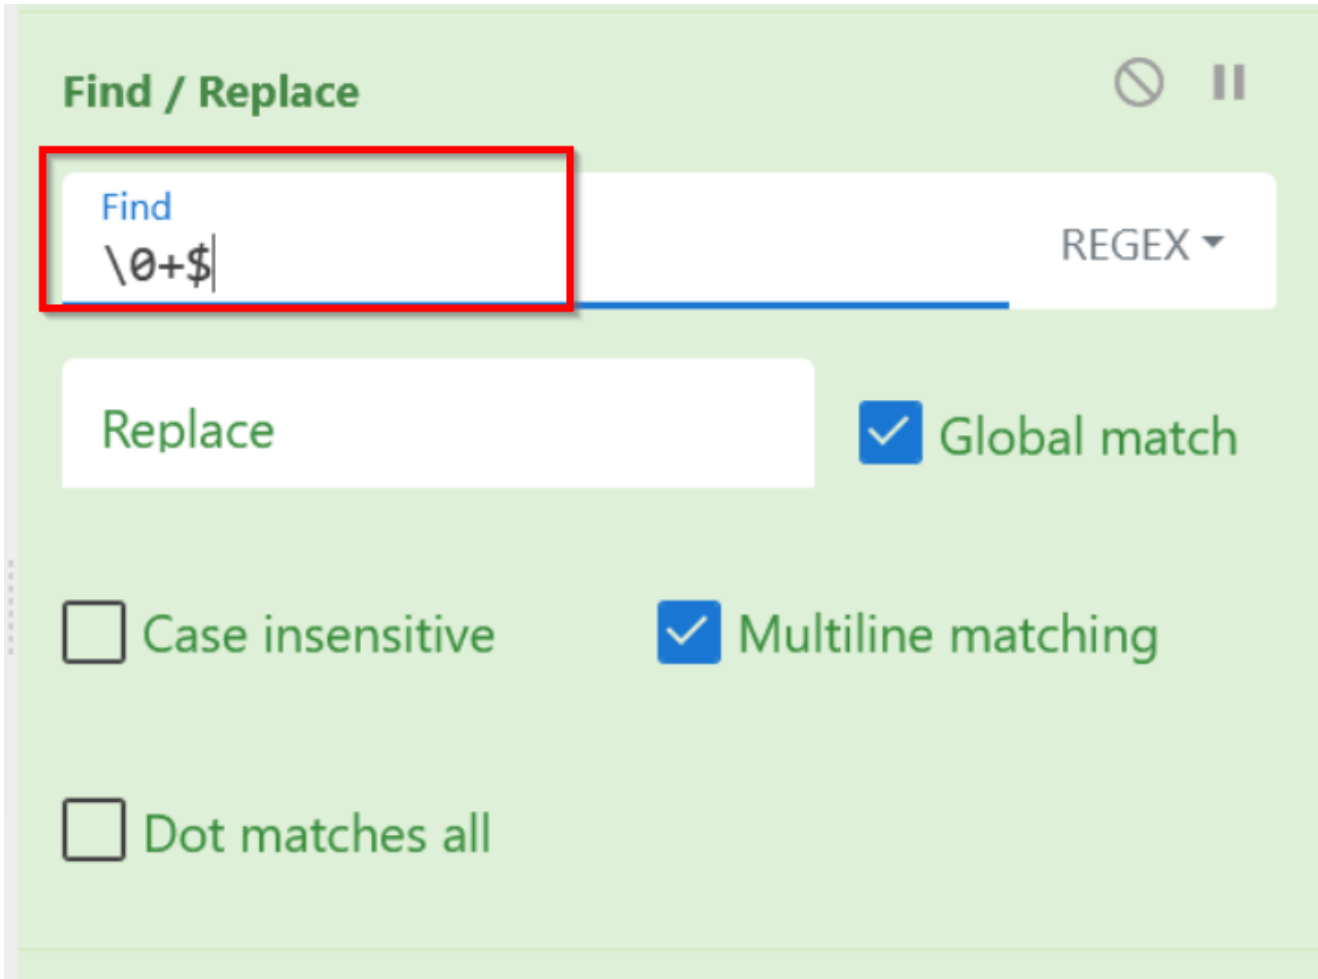 Find / Replace
Find
\0+$
REGEX
Replace
Global match
Case insensitive
Multiline matching
Dot matches all